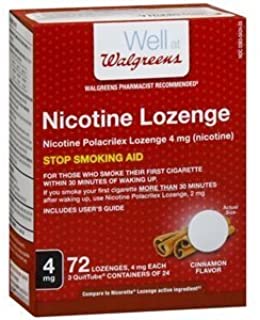 Well at
Walgreens
WALGREENS PHARMACIST RECOMMENDED
Nicotine Lozenge
Nicotine Polacrilex Lozenge 4 mg (nicotine)
STOP SMOKING AID
FOR THOSE WHO SMOKE THEIR FIRST CIGARETTE
WITHIN 30 MINUTES OF WAKING UP.
If you smoke your first cigarette MORE THAN 30 MINUTES
after waking up, use Nicotine Polacrilex Lozenge, 2 mg
INCLUDES USER'S GUIDE
Actual
Size
4
mg
72 LOZENGES, 4 mg EACH
3 QuitTube® CONTAINERS OF 24
CINNAMON
FLAVOR
Compare to Nicorette® Lozenge active ingredient††